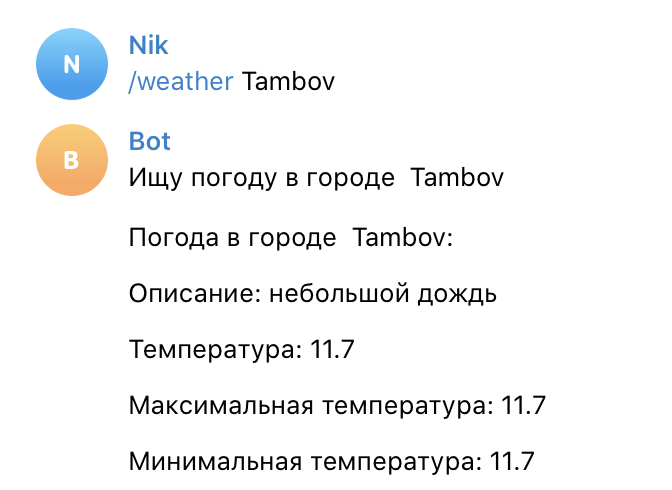 N
Nik
/weather Tambov
B
Bot
Ищу погоду в городе  Tambov
Погода в городе  Tambov:
Описание: небольшой дождь
Температура: 11.7
Максимальная температура: 11.7
Минимальная температура: 11.7